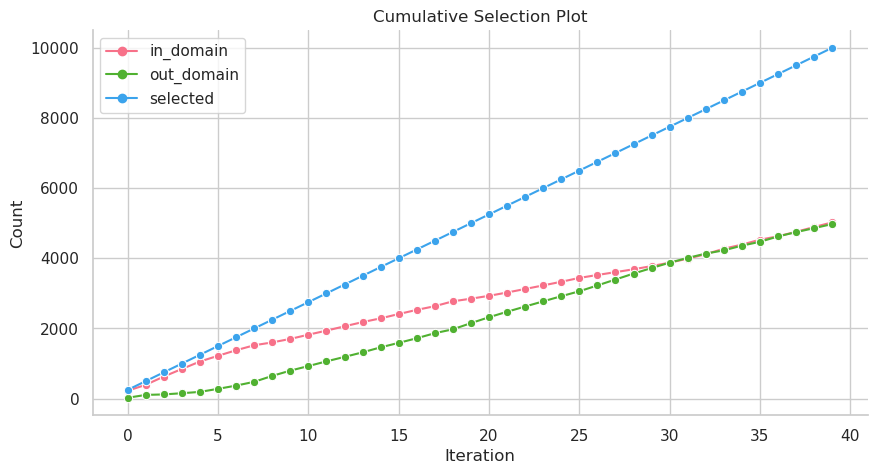 Cumulative Selection Plot
in_domain
out_domain
selected
10000
8000
6000
4000
2000
0
Count
0 5 10 15 20 25 30 35 40
Iteration